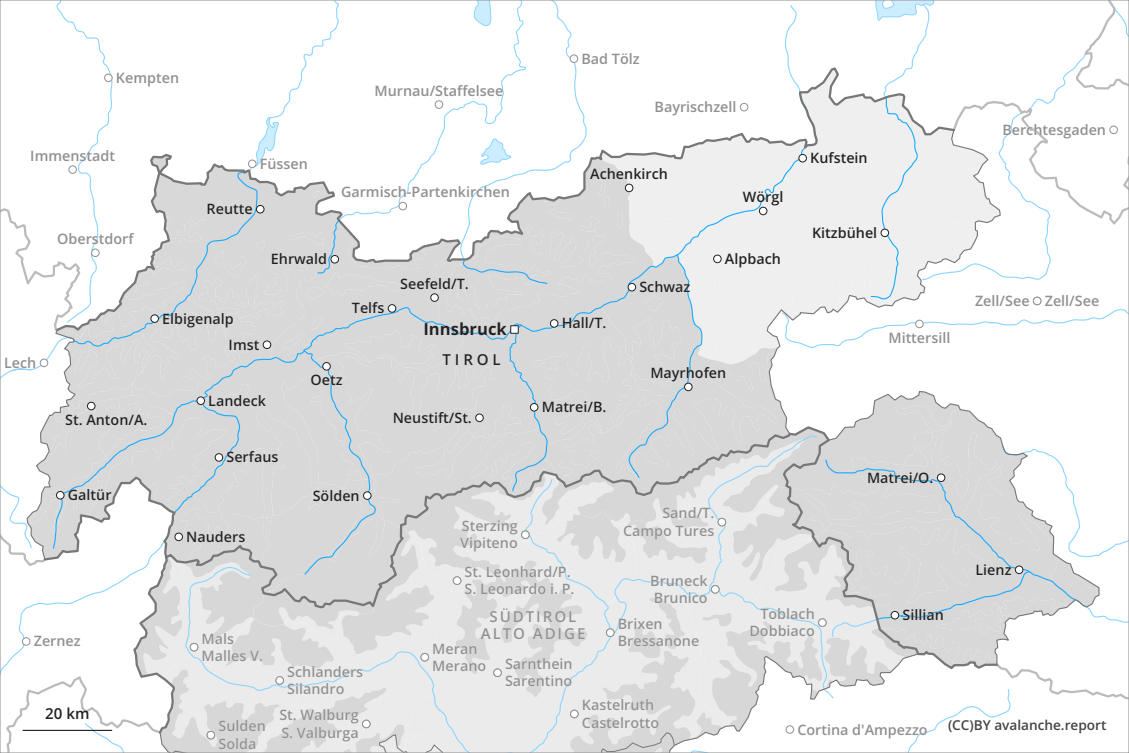 Kempten
Bad Tölz
Murnau/Staffelsee
Bayrischzell
Berchtesgaden
Immenstadt
Füssen
Kufstein
Achenkirch
Garmisch-Partenkirchen
Wörgl
Reutte
Kitzbühel
Oberstdorf
Ehrwald
Alpbach
Seefeld/T.
Schwaz
Zell/See
Zell/See
Telfs
Elbigenalp
Innsbruck
Hall/T.
Mittersill
Imst
TIROL
Lech
Oetz
Mayrhofen
Landeck
Matrei/B.
St. Anton/A.
Neustift/St.
Serfaus
Matrei/O.
Galtür
Sölden
Sand/T.
Campo Tures
Sterzing
Vipiteno
Nauders
Lienz
St. Leonhard/P.
S. Leonardo i. P.
Bruneck
Brunico
SÜDTIROL
ALTO ADIGE
Toblach
Dobbiaco
Sillian
Brixen
Bressanone
Zernez
Mals
Malles V.
Meran
Merano
Sarnthein
Sarentino
Schlanders
Silandro
Kastelruth
Castelrotto
20 km
St. Walburg
S. Valburga
Sulden
Solda
Cortina d'Ampezzo
(CC)BY avalanche.report